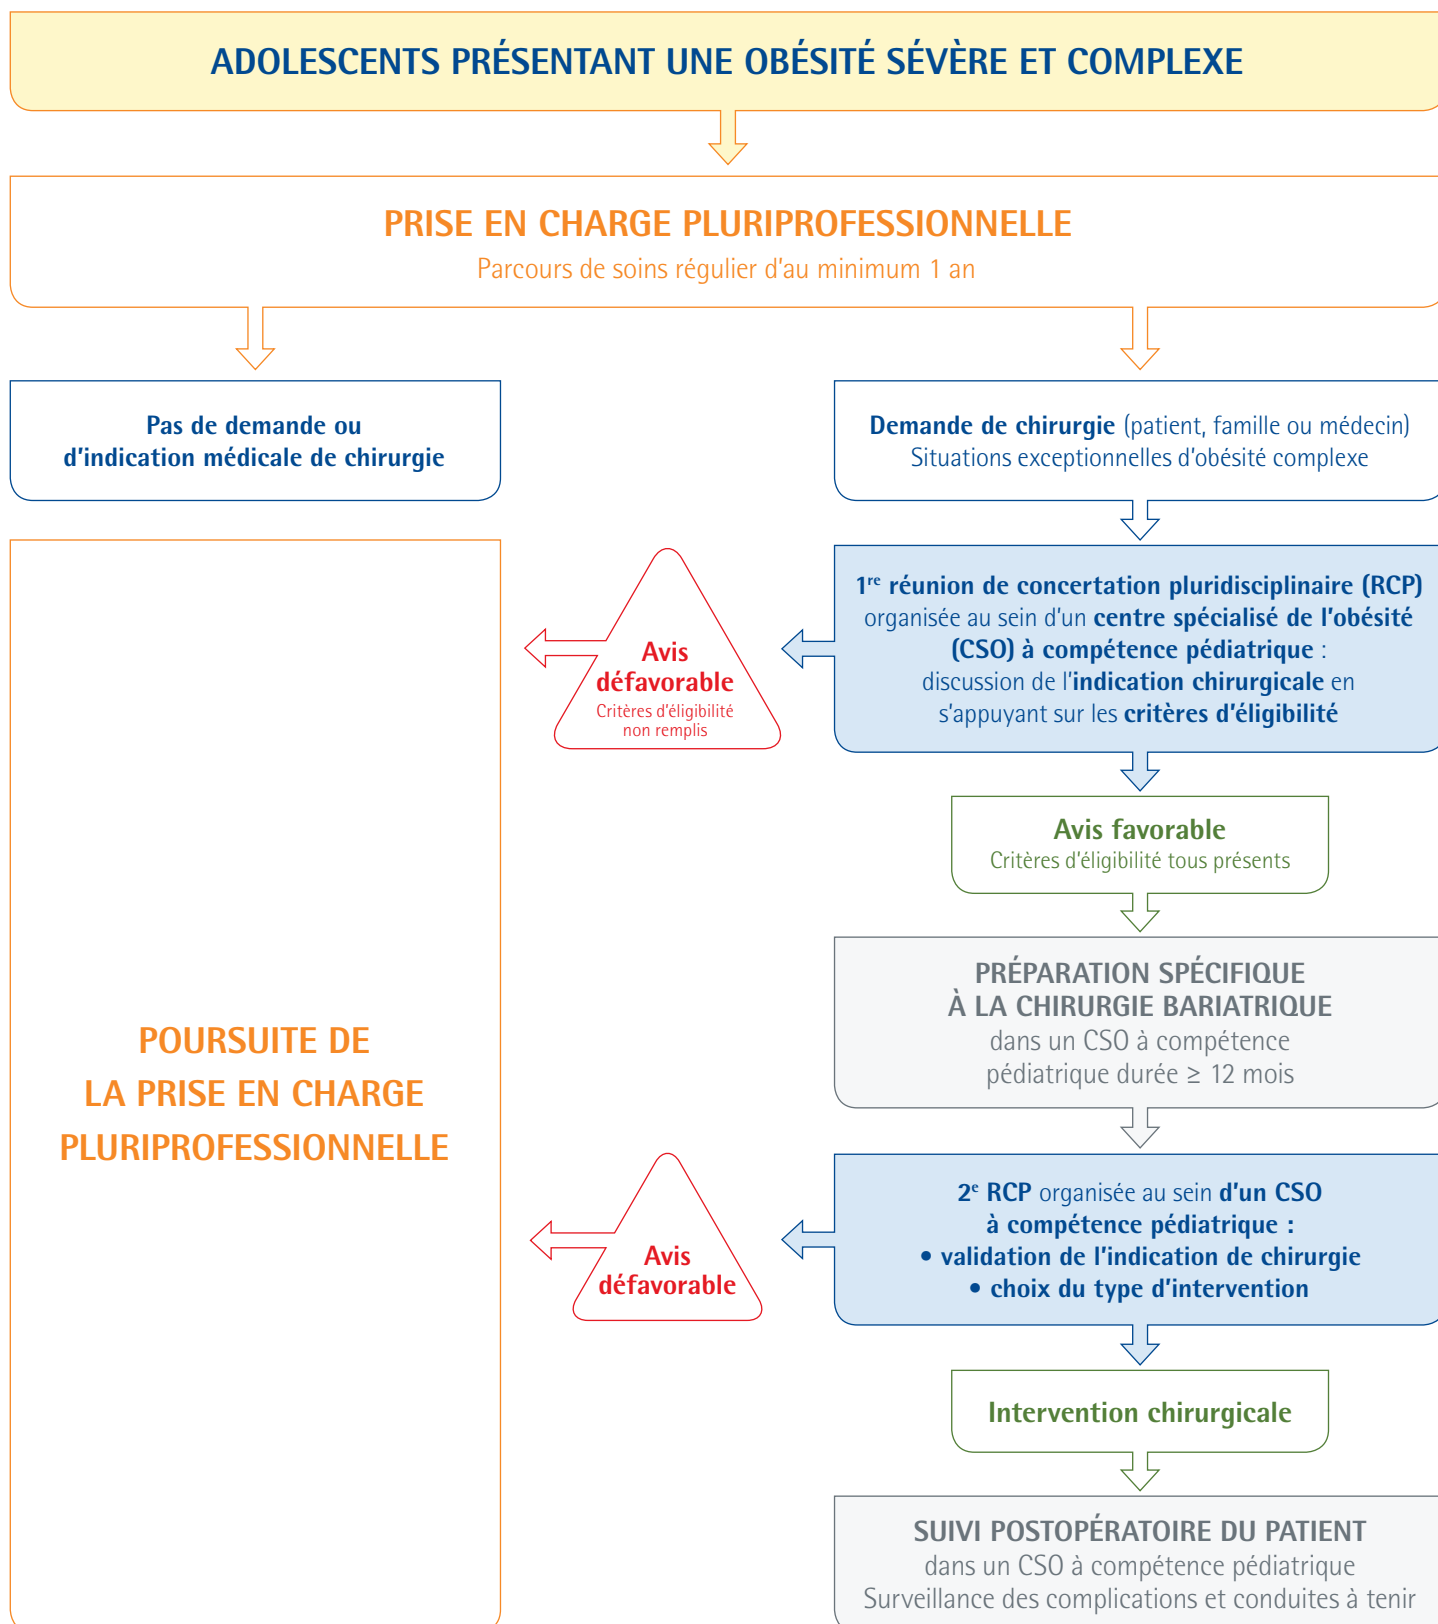 ADOLESCENTS PRÉSENTANT UNE OBÉSITÉ SÉVÈRE ET COMPLEXE
PRISE EN CHARGE PLURIPROFESSIONNELLE
Parcours de soins régulier d'au minimum 1 an
Pas de demande ou
d'indication médicale de chirurgie
Demande de chirurgie (patient, famille ou médecin)
Situations exceptionnelles d'obésité complexe
1re réunion de concertation pluridisciplinaire (RCP)
organisée au sein d'un centre spécialisé de l'obésité
(CSO) à compétence pédiatrique :
discussion de l'indication chirurgicale en
s'appuyant sur les critères d'éligibilité
Avis
défavorable
Critères d'éligibilité
non remplis
Avis favorable
Critères d'éligibilité tous présents
PRÉPARATION SPÉCIFIQUE
À LA CHIRURGIE BARIATRIQUE
dans un CSO à compétence
pédiatrique durée ≥ 12 mois
POURSUITE DE
LA PRISE EN CHARGE
PLURIPROFESSIONNELLE
2e RCP organisée au sein d'un CSO
à compétence pédiatrique :
• validation de l'indication de chirurgie
• choix du type d'intervention
Avis
défavorable
Intervention chirurgicale
SUIVI POSTOPÉRATOIRE DU PATIENT
dans un CSO à compétence pédiatrique
Surveillance des complications et conduites à tenir